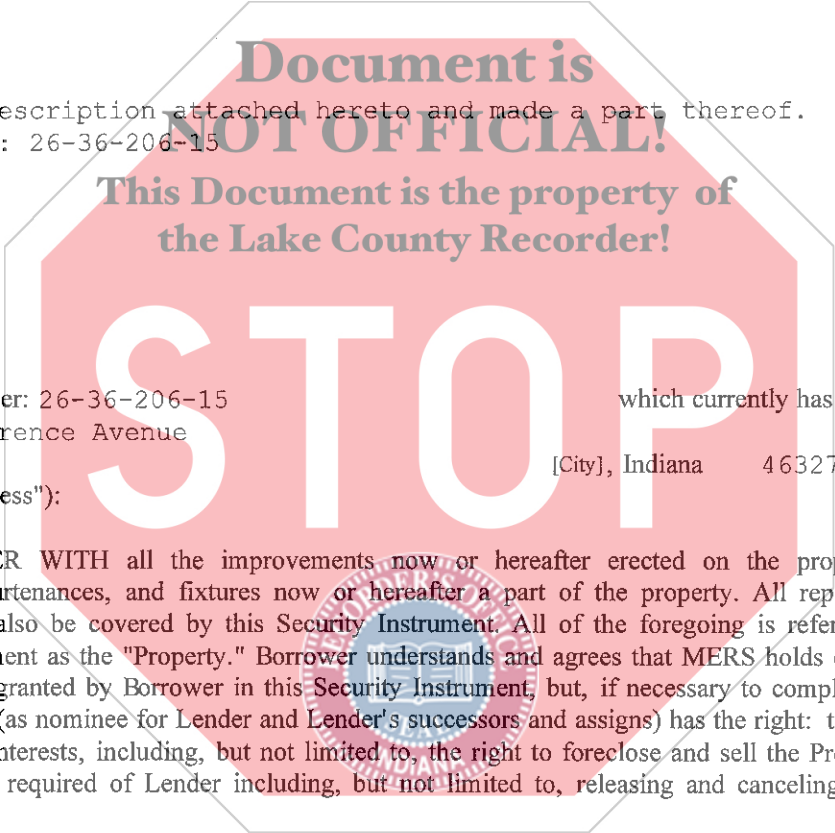 Document is
escription attached hereto and made a part thereof.
: 26-36-206-15
NOT OFFICIAL!
This Document is the property of
the Lake County Recorder!
STOP
er: 26-36-206-15 which currently has
rence Avenue
[City], Indiana 46327
ess"):
ER WITH all the improvements now or hereafter erected on the prop
rtenances, and fixtures now or hereafter a part of the property. All rep
also be covered by this Security Instrument. All of the foregoing is refer
ent as the "Property." Borrower understands and agrees that MERS holds
granted by Borrower in this Security Instrument, but, if necessary to compl
(as nominee for Lender and Lender's successors and assigns) has the right: t
nterests, including, but not limited to, the right to foreclose and sell the Pr
required of Lender including, but not limited to, releasing and canceling
RECORDER'S OFFICE
SEAL
INDIANA